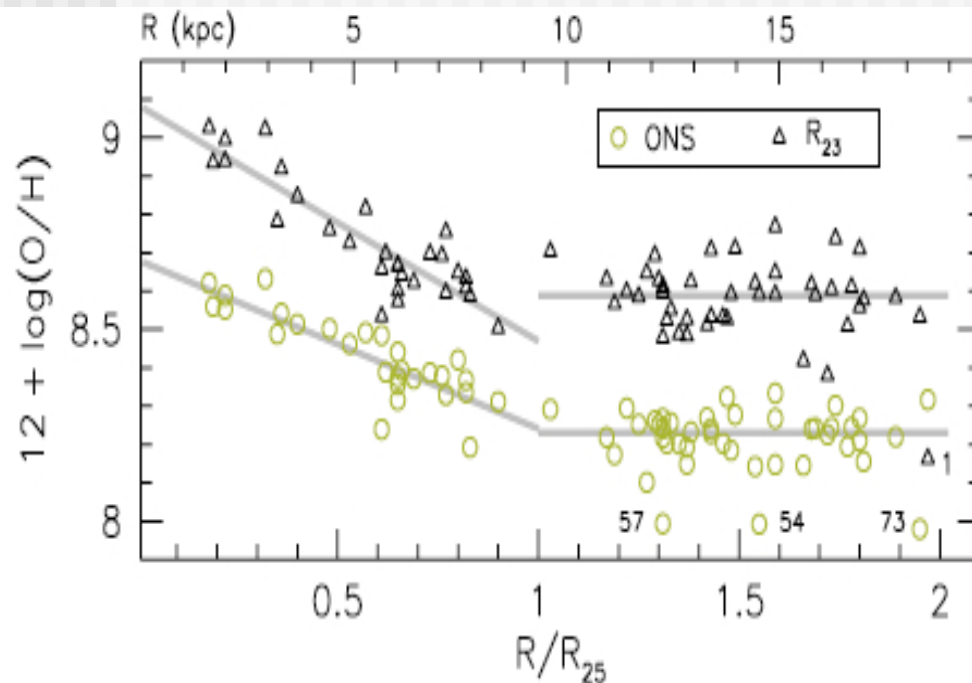 R (kpc) 5 10 15
ONS R₂₃
9
8.5
8
12 + log(O/H)
57 54 73 1
0.5 1 1.5 2
R/R₂₅